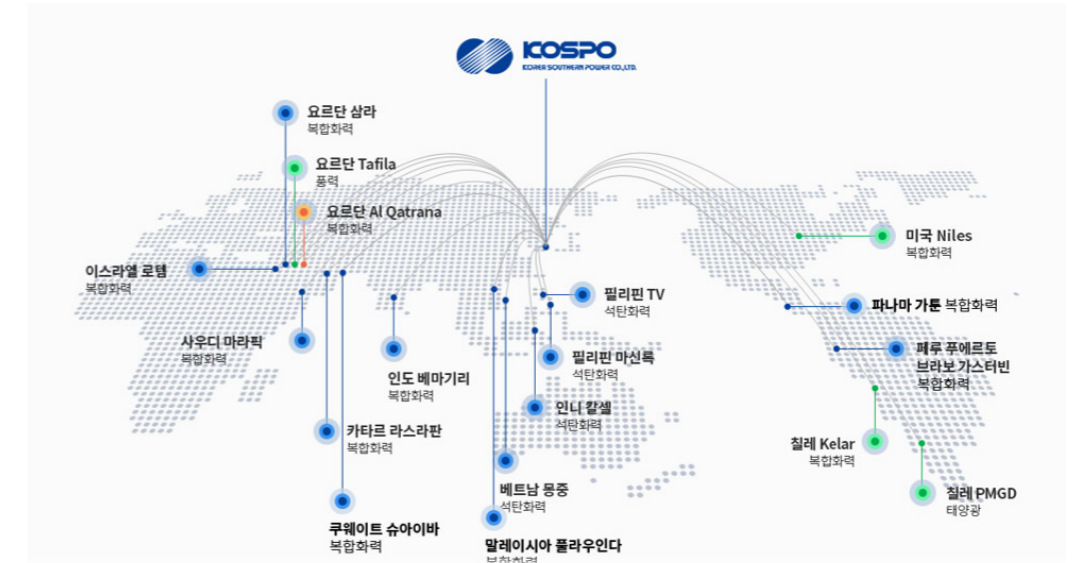 KOSPO
KOREA SOUTHERN POWER CO.,LTD.
요르단 삼라
복합화력
요르단 Tafila
풍력
요르단 Al Qatrana
복합화력
이스라엘 로템
복합화력
사우디 마라픽
복합화력
인도 베마기리
복합화력
카타르 라스라판
복합화력
쿠웨이트 슈아이바
복합화력
필리핀 TV
석탄화력
필리핀 마신록
석탄화력
인니 칼셀
석탄화력
베트남 몽중
석탄화력
말레이시아 풀라우인다
복합화력
미국 Niles
복합화력
파나마 가툰 복합화력
페루 푸에르토
브라보 가스터빈
복합화력
칠레 Kelar
복합화력
칠레 PMGD
태양광